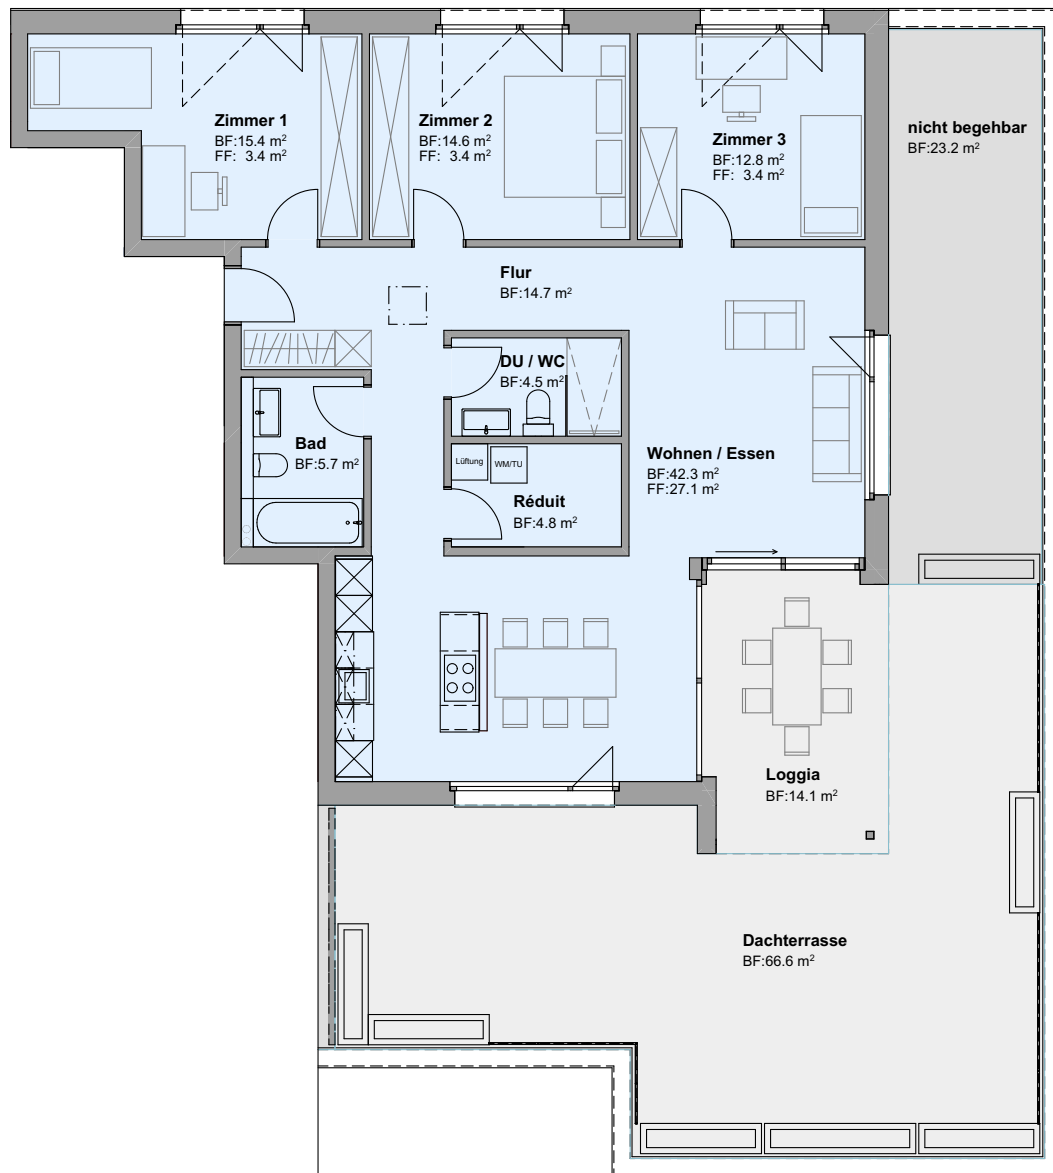 Zimmer 1
BF:15.4 m²
FF: 3.4 m²
Zimmer 2
BF:14.6 m²
FF: 3.4 m²
Zimmer 3
BF:12.8 m²
FF: 3.4 m²
nicht begehbar
BF:23.2 m²
Flur
BF:14.7 m²
DU / WC
BF:4.5 m²
Bad
BF:5.7 m²
Lüftung
WM/TU
Réduit
BF:4.8 m²
Wohnen / Essen
BF:42.3 m²
FF:27.1 m²
Loggia
BF:14.1 m²
Dachterrasse
BF:66.6 m²